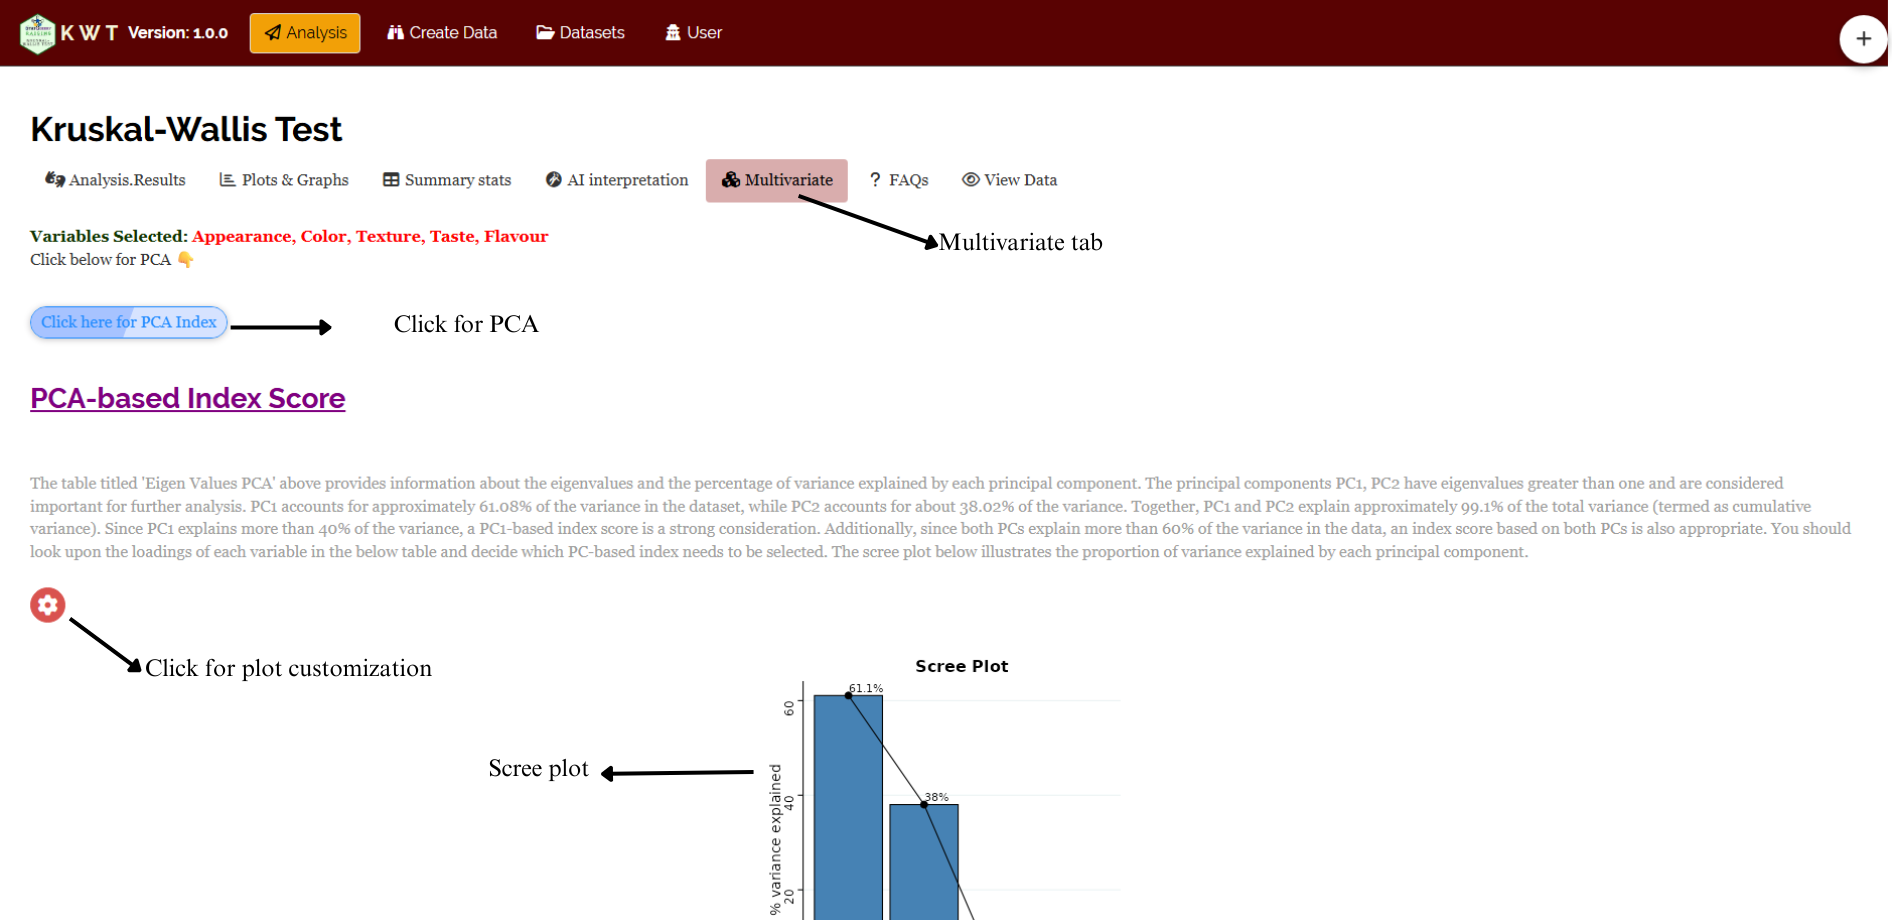 K W T Version: 1.0.0 Analysis Create Data Datasets User
Kruskal-Wallis Test
Analysis.Results Plots & Graphs Summary stats AI interpretation Multivariate ? FAQs View Data
Variables Selected: Appearance, Color, Texture, Taste, Flavour
Multivariate tab
Click below for PCA 👇
Click here for PCA Index
Click for PCA
PCA-based Index Score
The table titled 'Eigen Values PCA' above provides information about the eigenvalues and the percentage of variance explained by each principal component. The principal components PC1, PC2 have eigenvalues greater than one and are considered
important for further analysis. PC1 accounts for approximately 61.08% of the variance in the dataset, while PC2 accounts for about 38.02% of the variance. Together, PC1 and PC2 explain approximately 99.1% of the total variance (termed as cumulative
variance). Since PC1 explains more than 40% of the variance, a PC1-based index score is a strong consideration. Additionally, since both PCs explain more than 60% of the variance in the data, an index score based on both PCs is also appropriate. You should
look upon the loadings of each variable in the below table and decide which PC-based index needs to be selected. The scree plot below illustrates the proportion of variance explained by each principal component.
Click for plot customization
Scree Plot
61.1%
60
Scree plot
38%
40
% variance explained
20